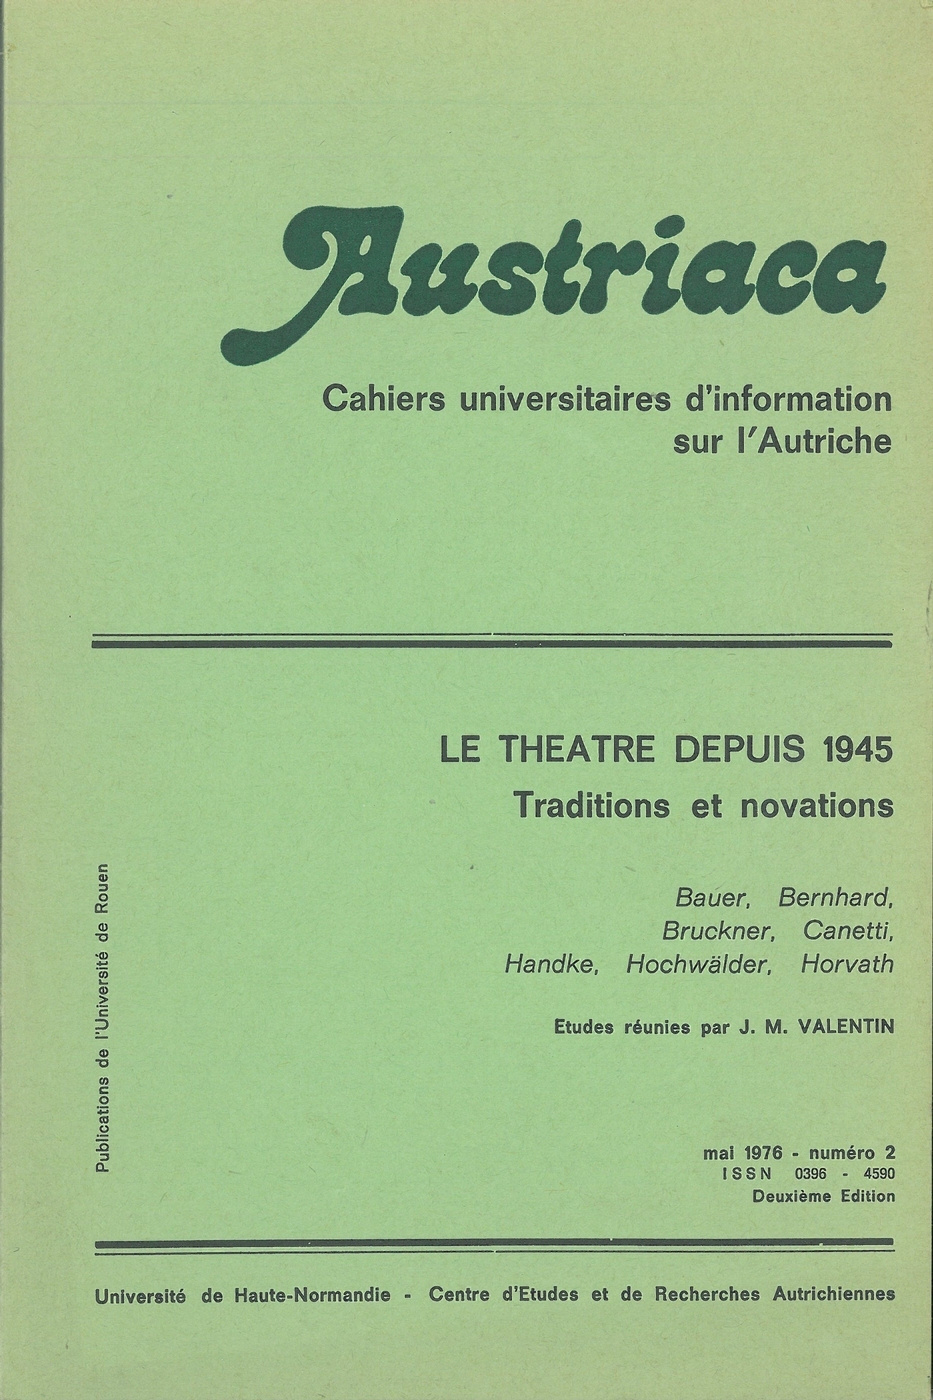 Austriaca
Cahiers universitaires d'information
sur l'Autriche
LE THEATRE DEPUIS 1945
Traditions et novations
Bauer, Bernhard,
Bruckner, Canetti,
Handke, Hochwälder, Horvath
Etudes réunies par J. M. VALENTIN
Publications de l'Université de Rouen
mai 1976 - numéro 2
ISSN 0396 - 4590
Deuxième Edition
Université de Haute-Normandie - Centre d'Etudes et de Recherches Autrichiennes